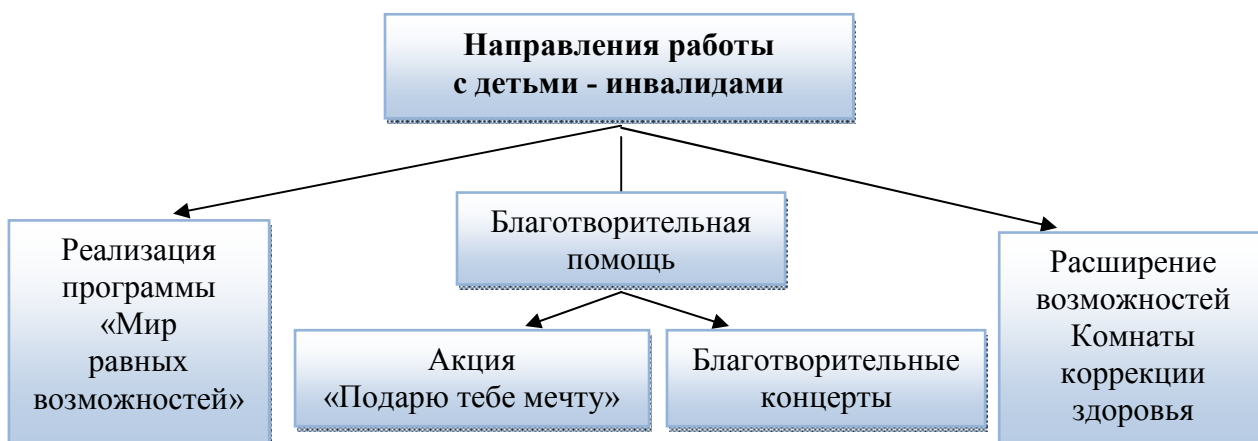 Направления работы
с детьми - инвалидами
Реализация
программы
«Мир
равных
возможностей»
Благотворительная
помощь
Акция
«Подарю тебе мечту»
Благотворительные
концерты
Расширение
возможностей
Комнаты
коррекции
здоровья